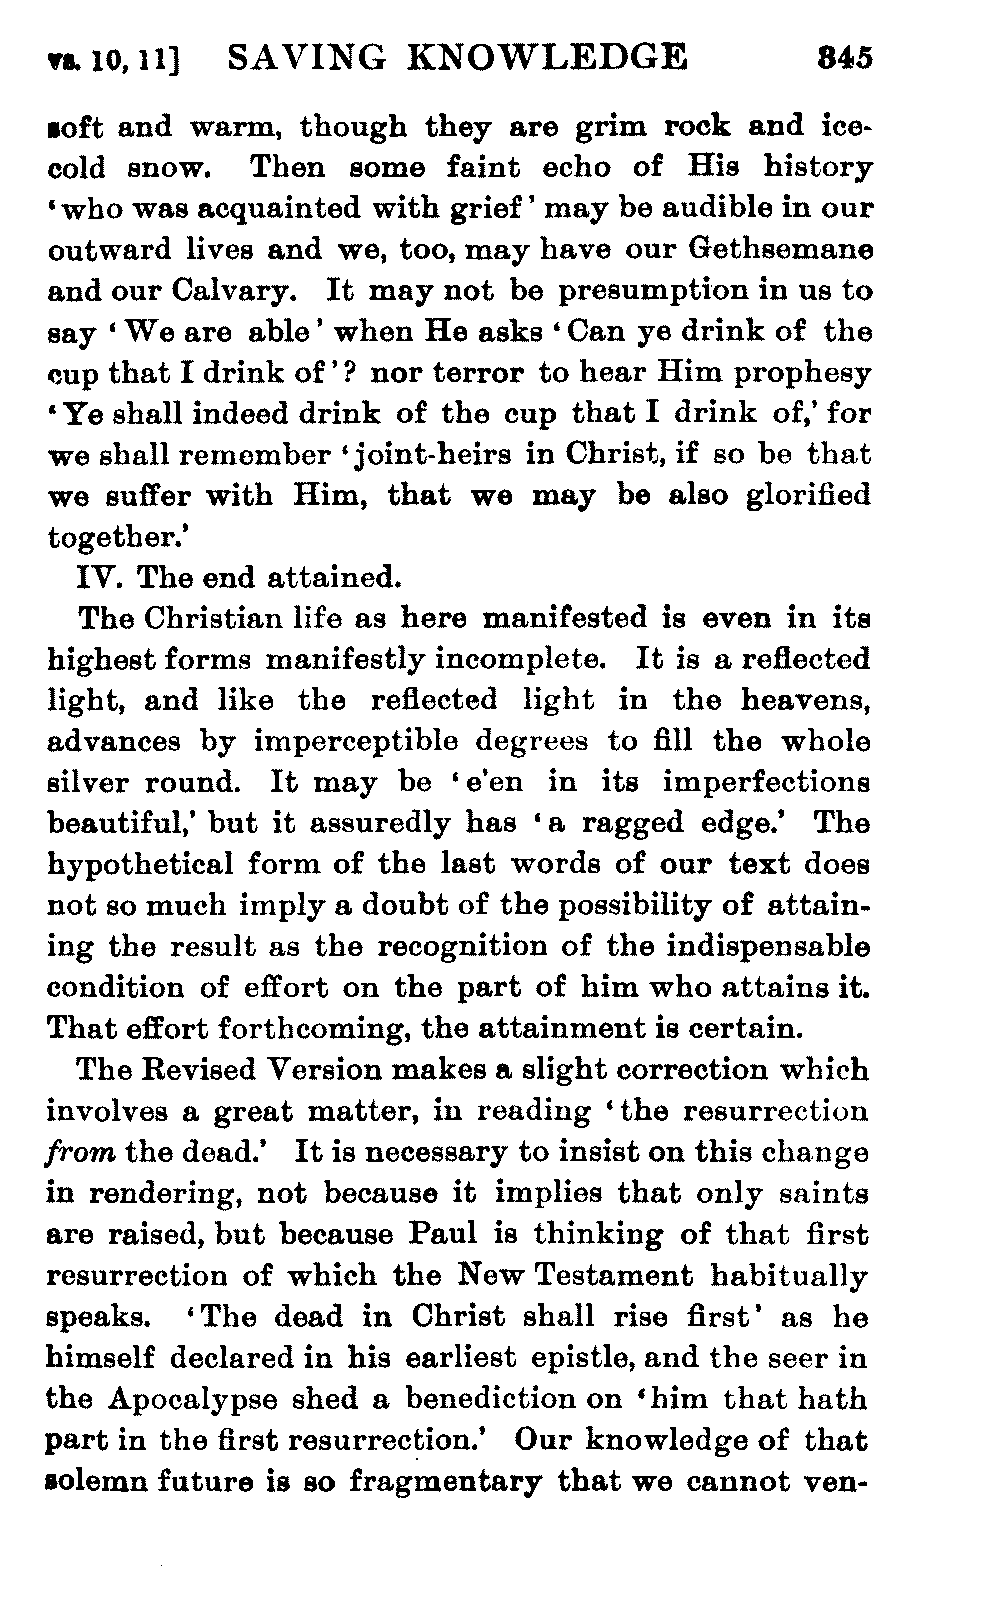 vs. 10, 11] SAVING KNOWLEDGE 345
soft and warm, though they are grim rock and ice-
cold snow. Then some faint echo of His history
‘who was acquainted with grief’ may be audible in our
outward lives and we, too, may have our Gethsemane
and our Calvary. It may not be presumption in us to
say ‘We are able’ when He asks ‘Can ye drink of the
cup that I drink of’? nor terror to hear Him prophesy
‘Ye shall indeed drink of the cup that I drink of,’ for
we shall remember ‘joint-heirs in Christ, if so be that
we suffer with Him, that we may be also glorified
together.’
IV. The end attained.
The Christian life as here manifested is even in its
highest forms manifestly incomplete. It is a reflected
light, and like the reflected light in the heavens,
advances by imperceptible degrees to fill the whole
silver round. It may be ‘e'en in its imperfections
beautiful,’ but it assuredly has ‘a ragged edge.’ The
hypothetical form of the last words of our text does
not so much imply a doubt of the possibility of attain-
ing the result as the recognition of the indispensable
condition of effort on the part of him who attains it.
That effort forthcoming, the attainment is certain.
The Revised Version makes a slight correction which
involves a great matter, in reading ‘the resurrection
from the dead.’ It is necessary to insist on this change
in rendering, not because it implies that only saints
are raised, but because Paul is thinking of that first
resurrection of which the New Testament habitually
speaks. ‘The dead in Christ shall rise first’ as he
himself declared in his earliest epistle, and the seer in
the Apocalypse shed a benediction on ‘him that hath
part in the first resurrection.’ Our knowledge of that
solemn future is so fragmentary that we cannot ven-